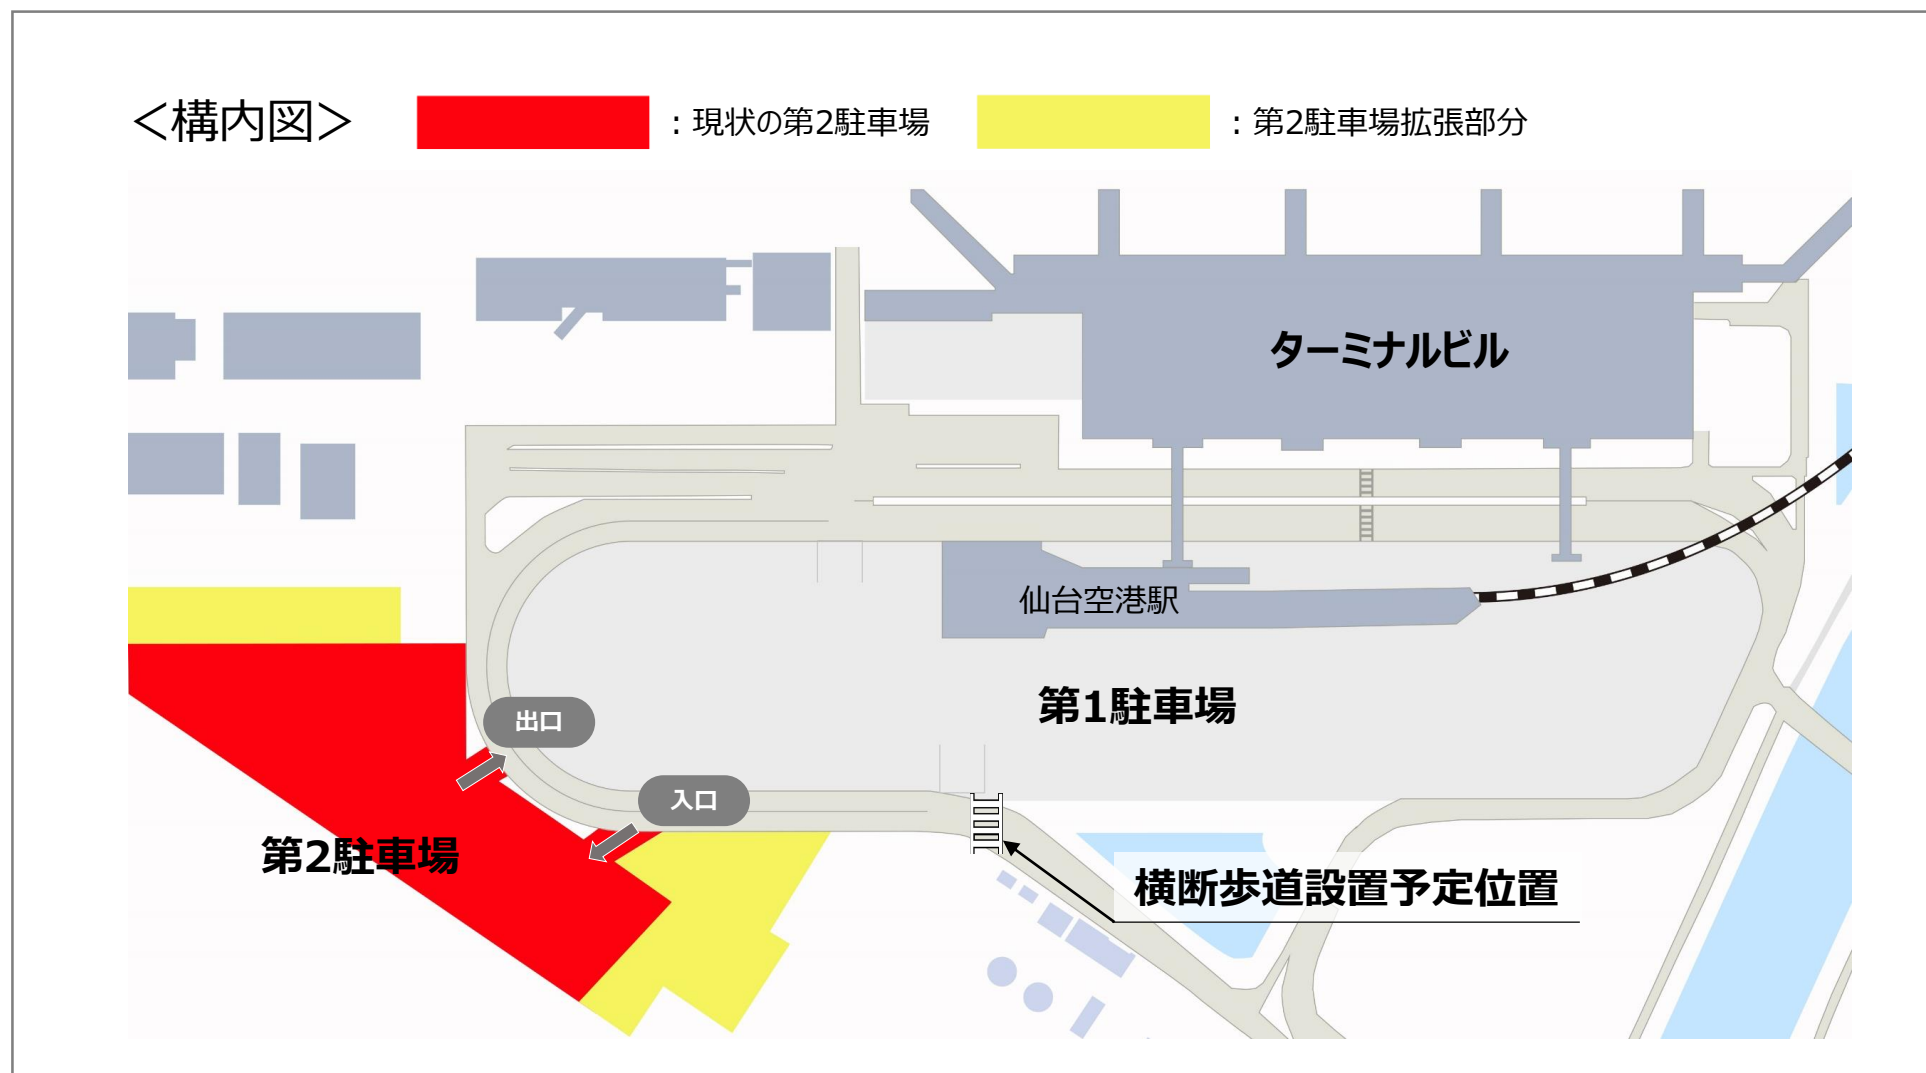 ＜構内図＞
：現状の第2駐車場
：第2駐車場拡張部分
ターミナルビル
仙台空港駅
第1駐車場
出口
入口
第2駐車場
横断歩道設置予定位置